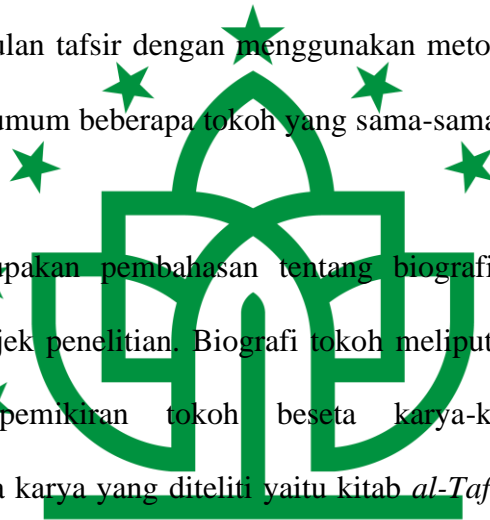 ulan tafsir dengan menggunakan meto
umum beberapa tokoh yang sama-sama
upakan pembahasan tentang biografi
jek penelitian. Biografi tokoh meliput
pemikiran tokoh beseta karya-k
a karya yang diteliti yaitu kitab al-Taf